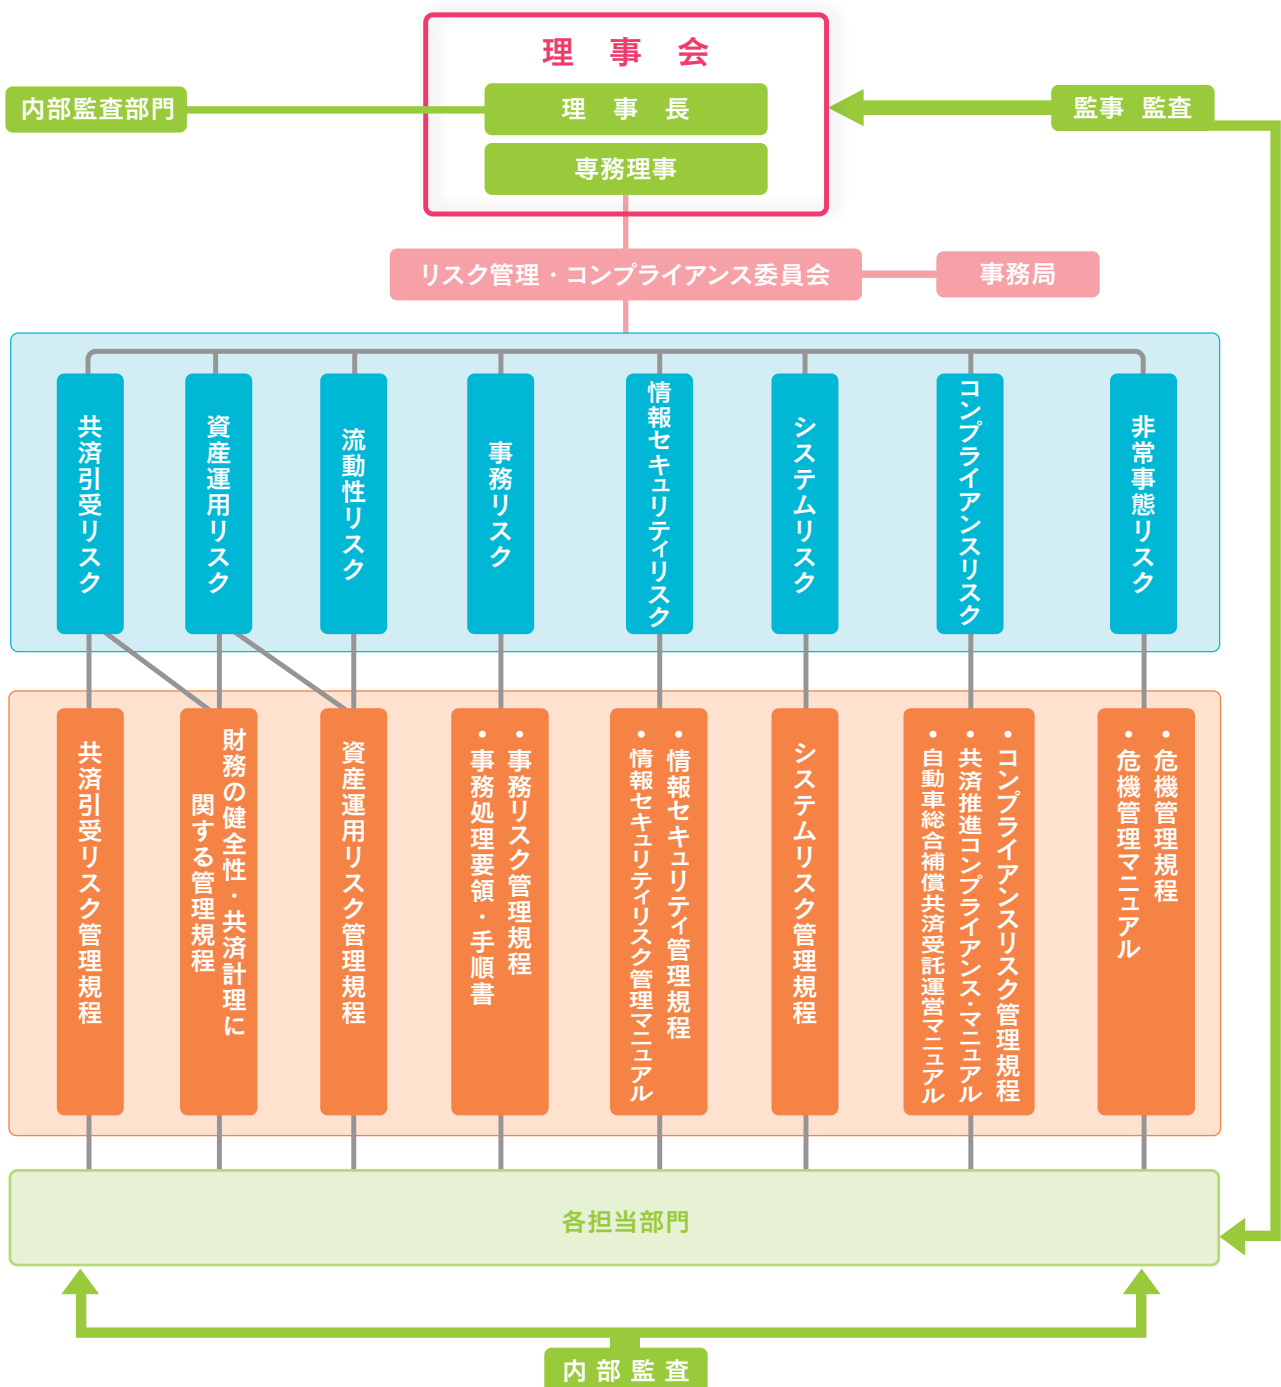 理事会
内部監査部門
理事長
監事 監査
専務理事
リスク管理・コンプライアンス委員会
事務局
共済引受リスク
資産運用リスク
流動性リスク
事務リスク
情報セキュリティリスク
システムリスク
コンプライアンスリスク
非常事態リスク
共済引受リスク管理規程
財務の健全性・共済計理に
関する管理規程
資産運用リスク管理規程
・事務リスク管理規程
・事務処理要領・手順書
・情報セキュリティ管理規程
・情報セキュリティリスク管理マニュアル
システムリスク管理規程
・コンプライアンスリスク管理規程
・共済推進コンプライアンス・マニュアル
・自動車総合補償共済受託運営マニュアル
・危機管理規程
・危機管理マニュアル
各担当部門
内部監査